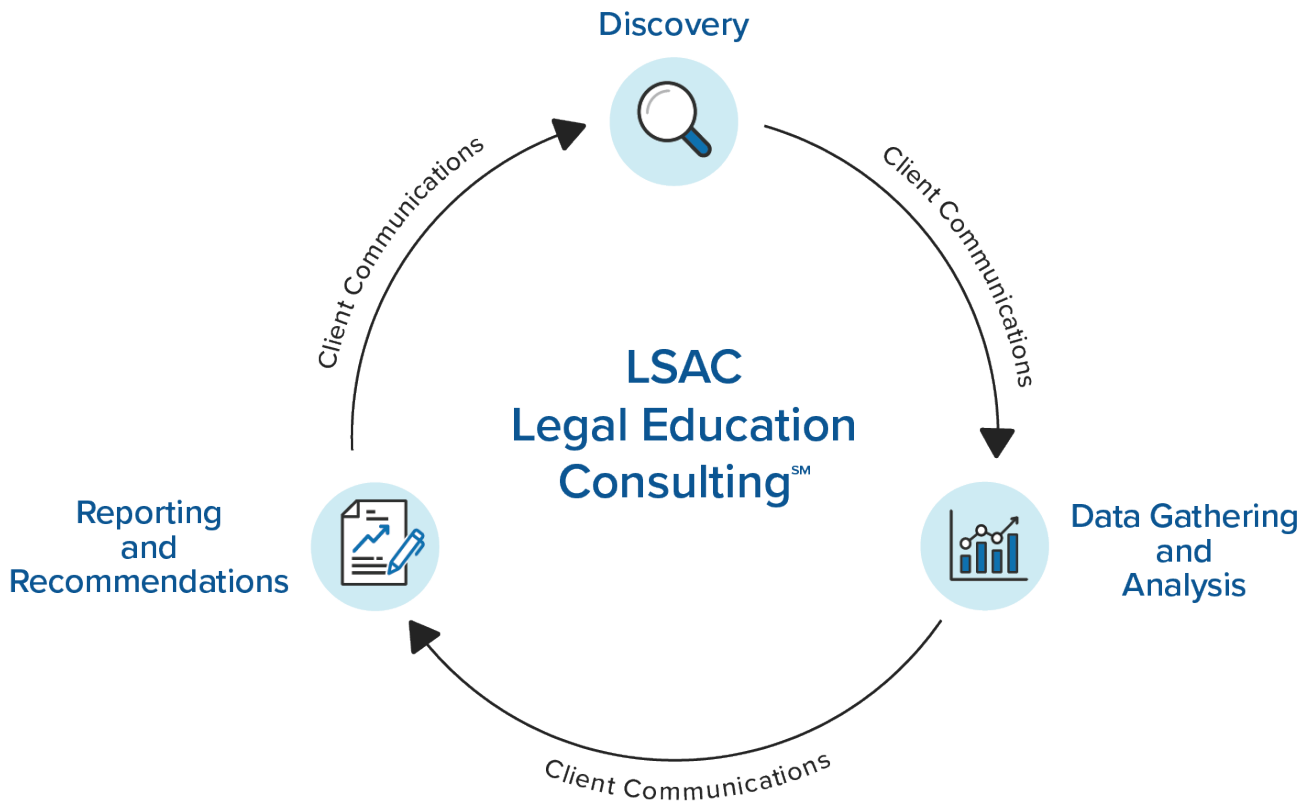 Discovery
Client Communications
Client Communications
LSAC
Legal Education
Consulting℠
Reporting
and
Recommendations
Data Gathering
and
Analysis
Client Communications